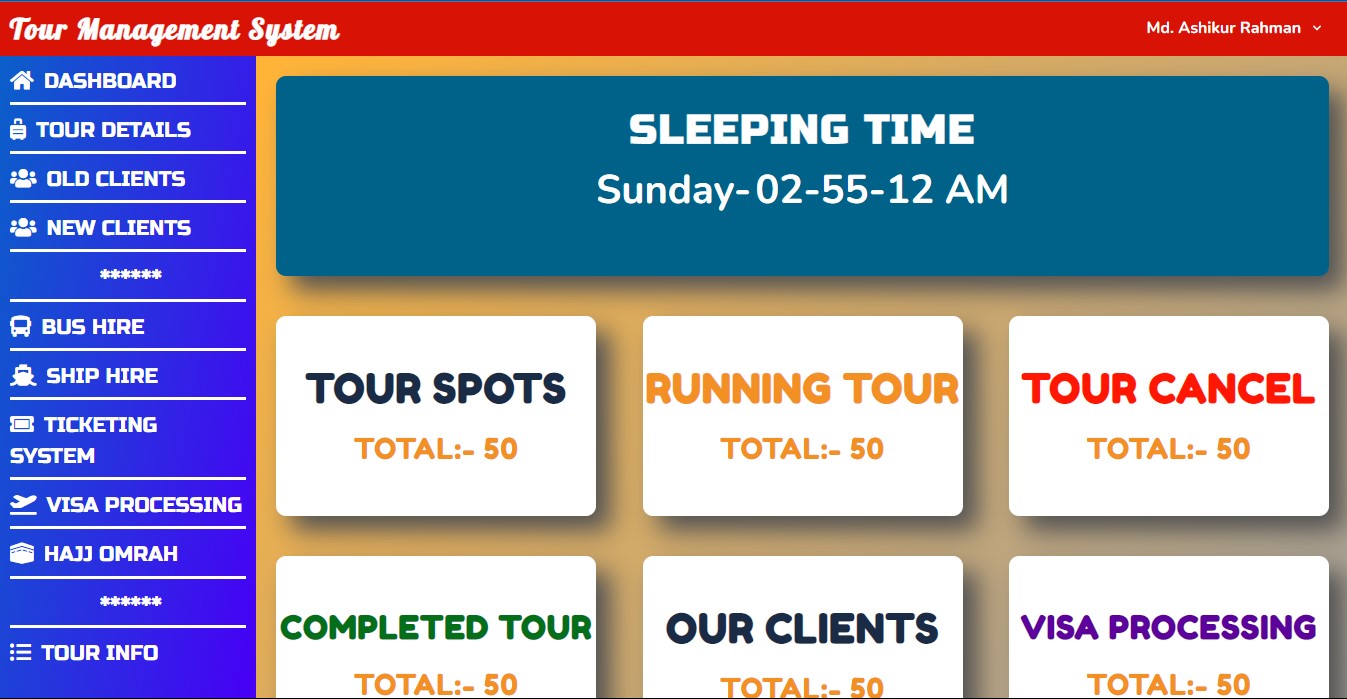 Tour Management System
Md. Ashikur Rahman
DASHBOARD
TOUR DETAILS
OLD CLIENTS
NEW CLIENTS
******
BUS HIRE
SHIP HIRE
TICKETING
SYSTEM
VISA PROCESSING
HAJJ OMRAH
******
TOUR INFO
SLEEPING TIME
Sunday-02-55-12 AM
TOUR SPOTS
TOTAL:- 50
RUNNING TOUR
TOTAL:- 50
TOUR CANCEL
TOTAL:- 50
COMPLETED TOUR
TOTAL:- 50
OUR CLIENTS
TOTAL:- 50
VISA PROCESSING
TOTAL:- 50